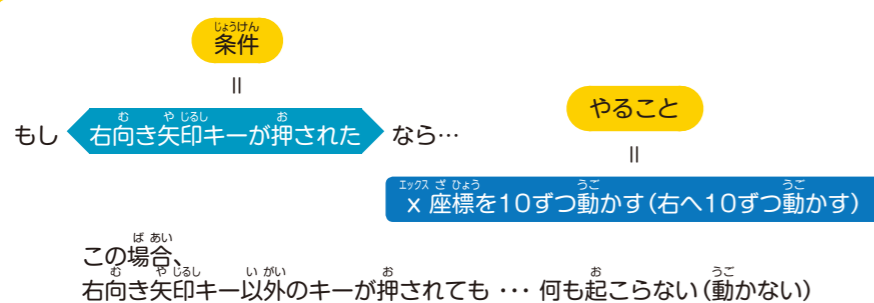 条件
=
もし 右向き矢印キーが押された なら…
やること
=
x 座標を10ずつ動かす(右へ10ずつ動かす)
この場合、
右向き矢印キー以外のキーが押されても ・・・ 何も起こらない(動かない)